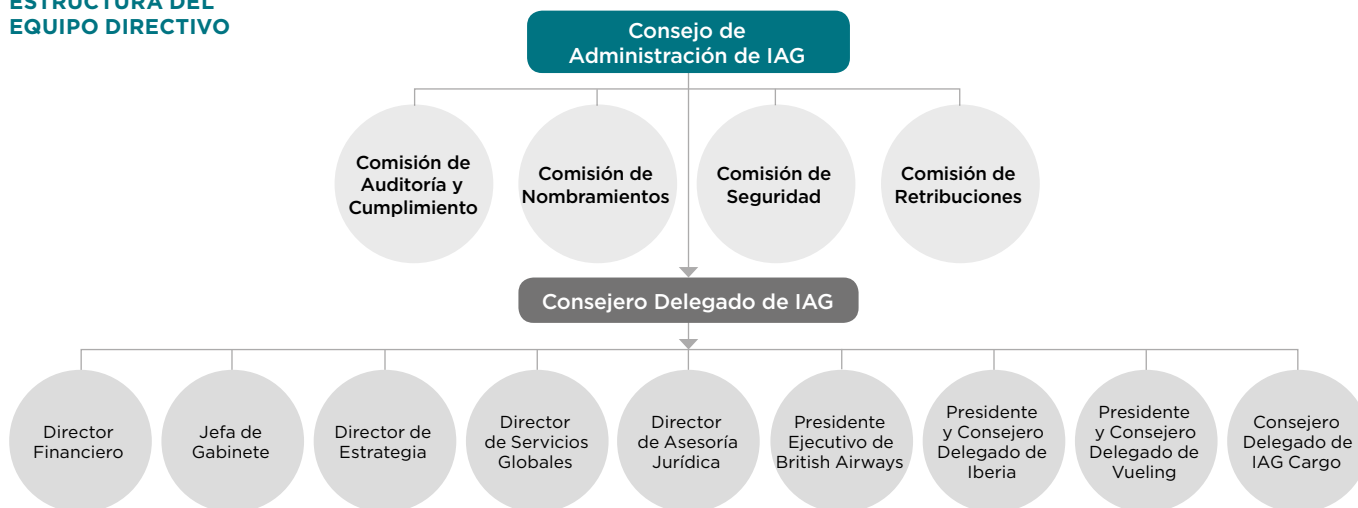 ESTRUCTURA DEL
EQUIPO DIRECTIVO
Consejo de
Administración de IAG
Comisión de
Auditoría y
Cumplimiento
Comisión de
Nombramientos
Comisión de
Seguridad
Comisión de
Retribuciones
Consejero Delegado de IAG
Director
Financiero
Jefa de
Gabinete
Director de
Estrategia
Director
de Servicios
Globales
Director
de Asesoría
Jurídica
Presidente
Ejecutivo de
British Airways
Presidente
y Consejero
Delegado de
Iberia
Presidente
y Consejero
Delegado de
Vueling
Consejero
Delegado de
IAG Cargo